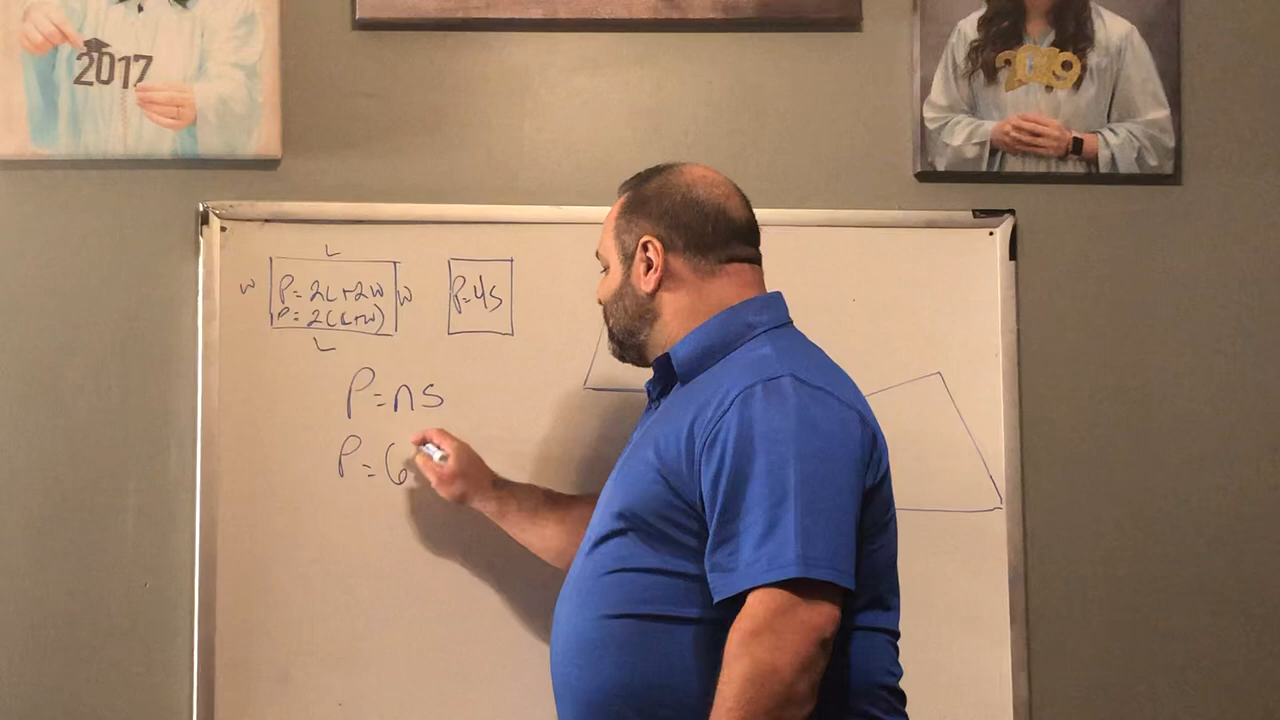 2017
2019
L
W
P=2L+2W
W
P=2(L+W)
L
P=4s
P=ns
P=6